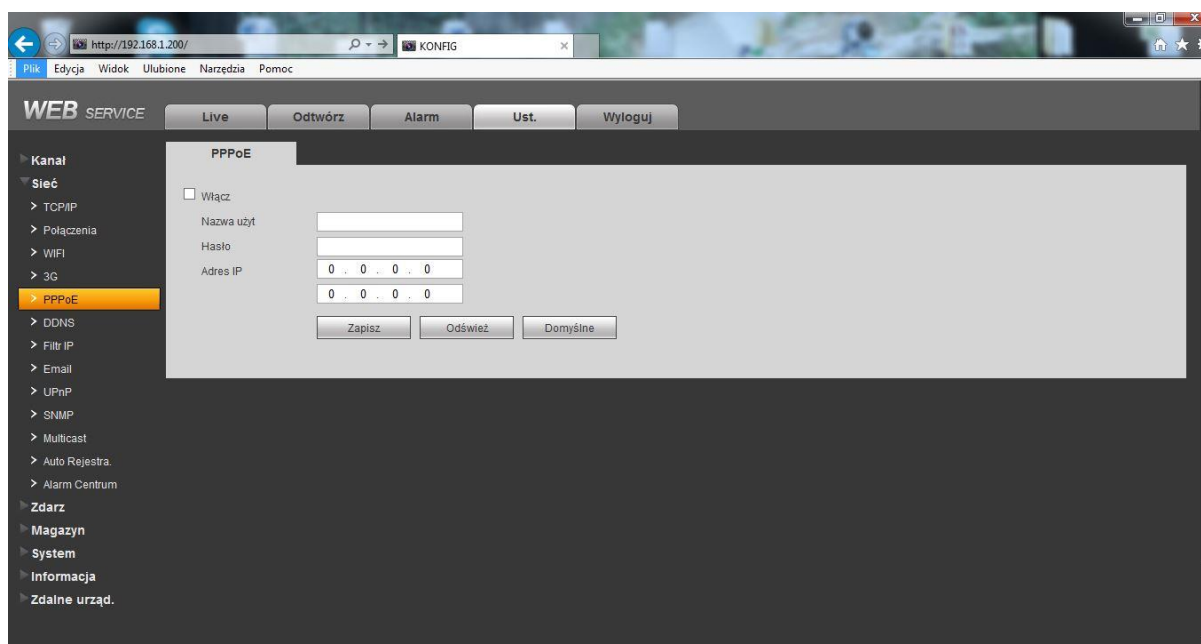 http://192.168.1.200/
KONFIG
Plik Edycja Widok Ulubione Narzędzia Pomoc
WEB SERVICE
Live Odtwórz Alarm Ust. Wyloguj
PPPoE
Kanał
Sieć
TCP/IP
Połączenia
WIFI
3G
PPPoE
DDNS
Filtr IP
Email
UPnP
SNMP
Multicast
Auto Rejestra.
Alarm Centrum
Zdarz
Magazyn
System
Informacja
Zdalne urząd.
Włącz
Nazwa użyt
Hasło
Adres IP 0 . 0 . 0 . 0
0 . 0 . 0 . 0
Zapisz Odśwież Domyślne